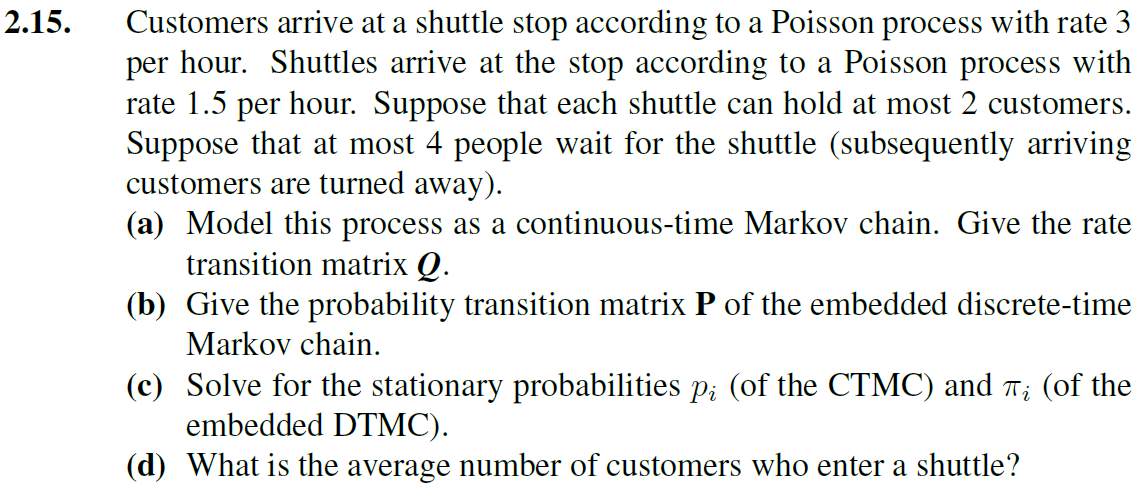 2.15. Customers arrive at a shuttle stop according to a Poisson process with rate 3
per hour. Shuttles arrive at the stop according to a Poisson process with
rate 1.5 per hour. Suppose that each shuttle can hold at most 2 customers.
Suppose that at most 4 people wait for the shuttle (subsequently arriving
customers are turned away).
(a) Model this process as a continuous-time Markov chain. Give the rate
transition matrix Q.
(b) Give the probability transition matrix P of the embedded discrete-time
Markov chain.
(c) Solve for the stationary probabilities pᵢ (of the CTMC) and πᵢ (of the
embedded DTMC).
(d) What is the average number of customers who enter a shuttle?